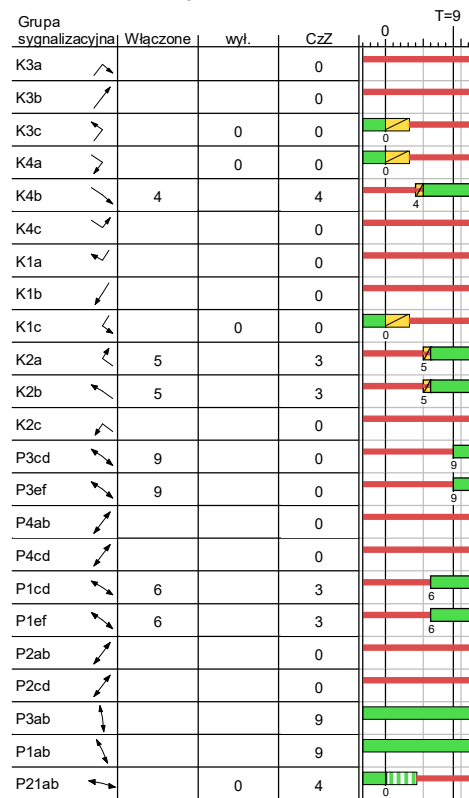 Grupa
sygnalizacyjna Włączone wył. CzZ 0 T=9
K3a 0
K3b 0
K3c 0 0 0
K4a 0 0 0
K4b 4 4 4
K4c 0
K1a 0
K1b 0
K1c 0 0 0
K2a 5 3 5
K2b 5 3 5
K2c 0
P3cd 9 0 9
P3ef 9 0 9
P4ab 0
P4cd 0
P1cd 6 3 6
P1ef 6 3 6
P2ab 0
P2cd 0
P3ab 9
P1ab 9
P21ab 0 4 0